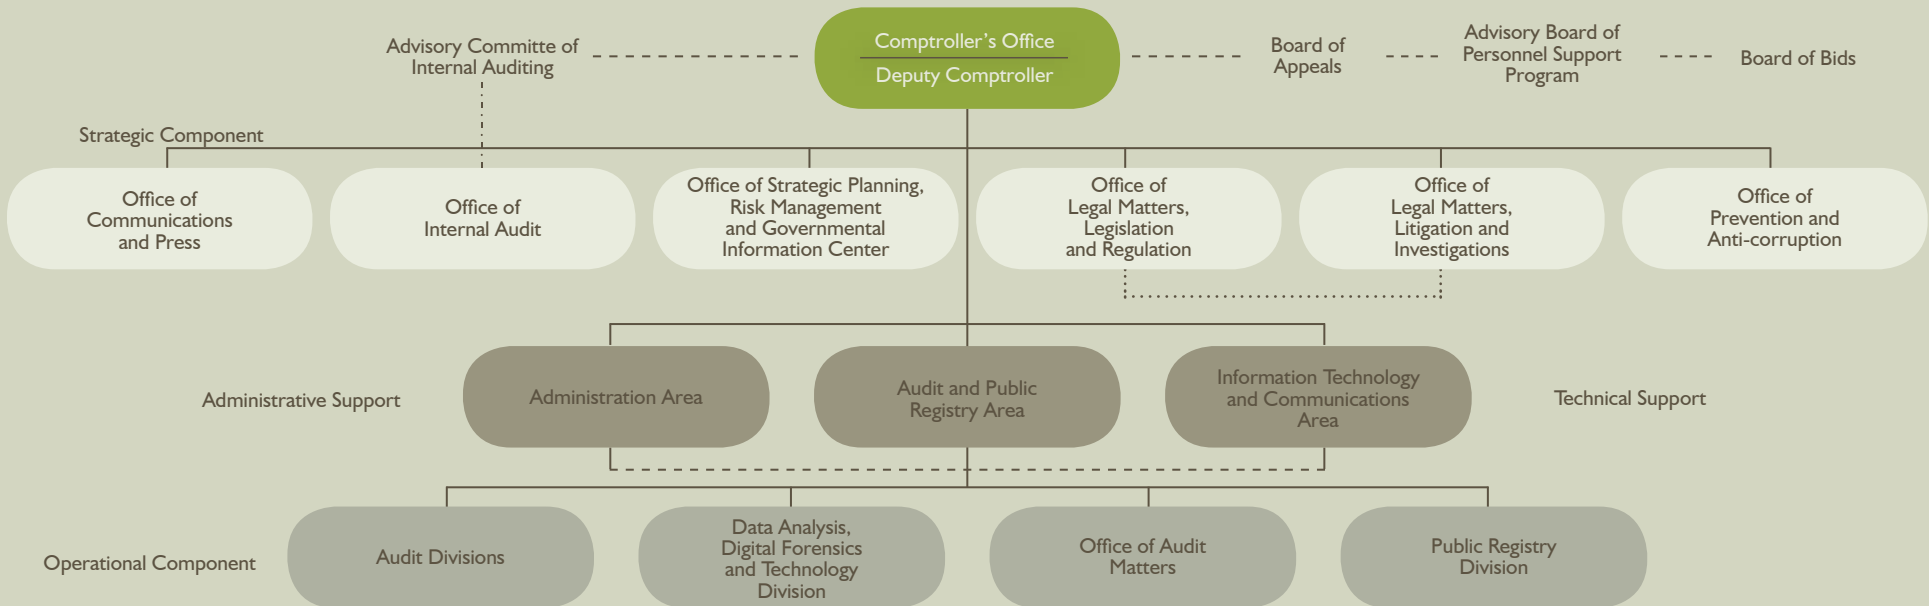 Advisory Committe of
Internal Auditing
Comptroller's Office
Deputy Comptroller
Board of
Appeals
Advisory Board of
Personnel Support
Program
Board of Bids
Strategic Component
Office of
Communications
and Press
Office of
Internal Audit
Office of Strategic Planning,
Risk Management
and Governmental
Information Center
Office of
Legal Matters,
Legislation
and Regulation
Office of
Legal Matters,
Litigation and
Investigations
Office of
Prevention and
Anti-corruption
Administrative Support
Administration Area
Audit and Public
Registry Area
Information Technology
and Communications
Area
Technical Support
Operational Component
Audit Divisions
Data Analysis,
Digital Forensics
and Technology
Division
Office of Audit
Matters
Public Registry
Division